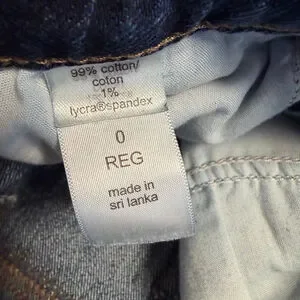 99% cotton/
coton
1%
lycra®spandex
0
REG
made in
sri lanka